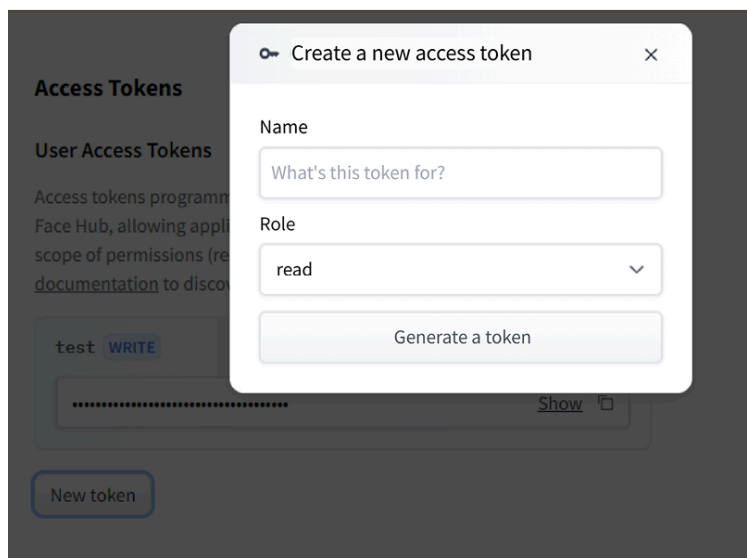 Create a new access token
Access Tokens
Name
User Access Tokens
What's this token for?
Access tokens programm
Face Hub, allowing appli
Role
scope of permissions (re
read
documentation to disco
Generate a token
test WRITE
Show
New token